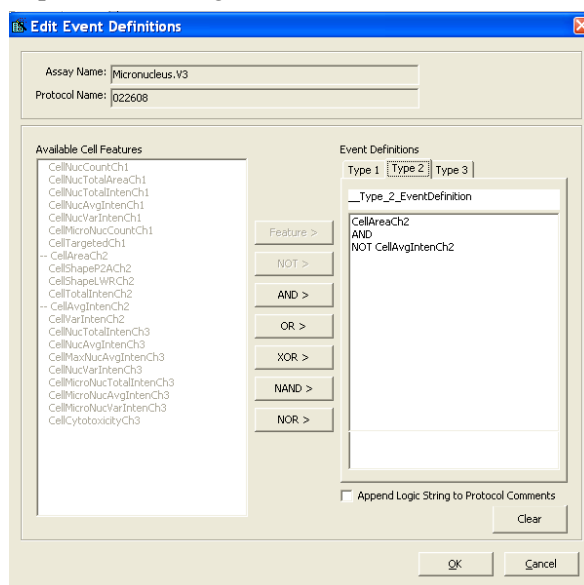 Edit Event Definitions
Assay Name: Micronucleus.V3
Protocol Name: 022608
Available Cell Features
CellNucCountCh1
CellNucTotalAreaCh1
CellNucTotalIntenCh1
CellNucAvgIntenCh1
CellNucVarIntenCh1
CellMicroNucCountCh1
CellTargetedCh1
-- CellAreaCh2
CellShapeP2ACh2
CellShapeLWRCh2
CellTotalIntenCh2
-- CellAvgIntenCh2
CellVarIntenCh2
CellNucTotalIntenCh3
CellNucAvgIntenCh3
CellMaxNucAvgIntenCh3
CellNucVarIntenCh3
CellMicroNucTotalIntenCh3
CellMicroNucAvgIntenCh3
CellMicroNucVarIntenCh3
CellCytotoxicityCh3
Feature >
NOT >
AND >
OR >
XOR >
NAND >
NOR >
Event Definitions
Type 1 Type 2 Type 3
__Type_2_EventDefinition
CellAreaCh2
AND
NOT CellAvgIntenCh2
Append Logic String to Protocol Comments
Clear
OK Cancel